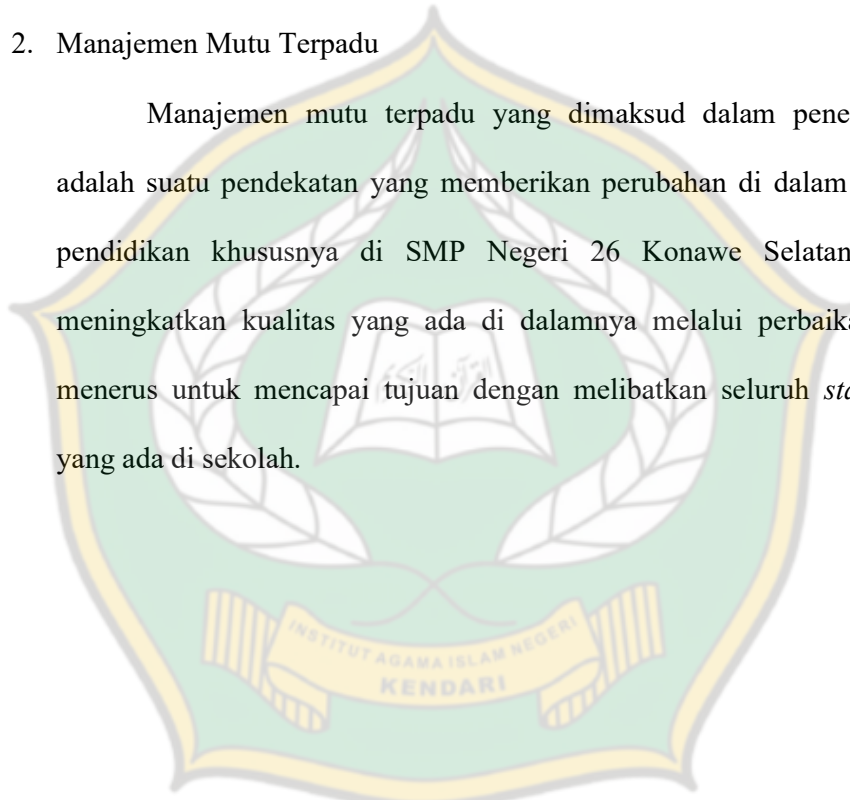 2. Manajemen Mutu Terpadu
Manajemen mutu terpadu yang dimaksud dalam pene
adalah suatu pendekatan yang memberikan perubahan di dalam
pendidikan khususnya di SMP Negeri 26 Konawe Selatan
meningkatkan kualitas yang ada di dalamnya melalui perbaika
menerus untuk mencapai tujuan dengan melibatkan seluruh sta
yang ada di sekolah.
INSTITUT AGAMA ISLAM NEGERI
KENDARI